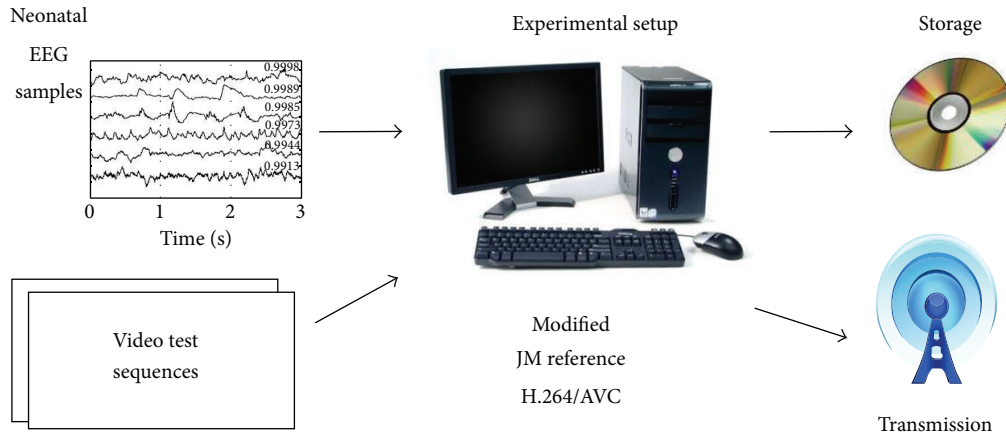 Neonatal
EEG
samples
0.9998
0.9989
0.9985
0.9973
0.9944
0.9913
0 1 2 3
Time (s)
Video test
sequences
Experimental setup
DELL
Modified
JM reference
H.264/AVC
Storage
Transmission